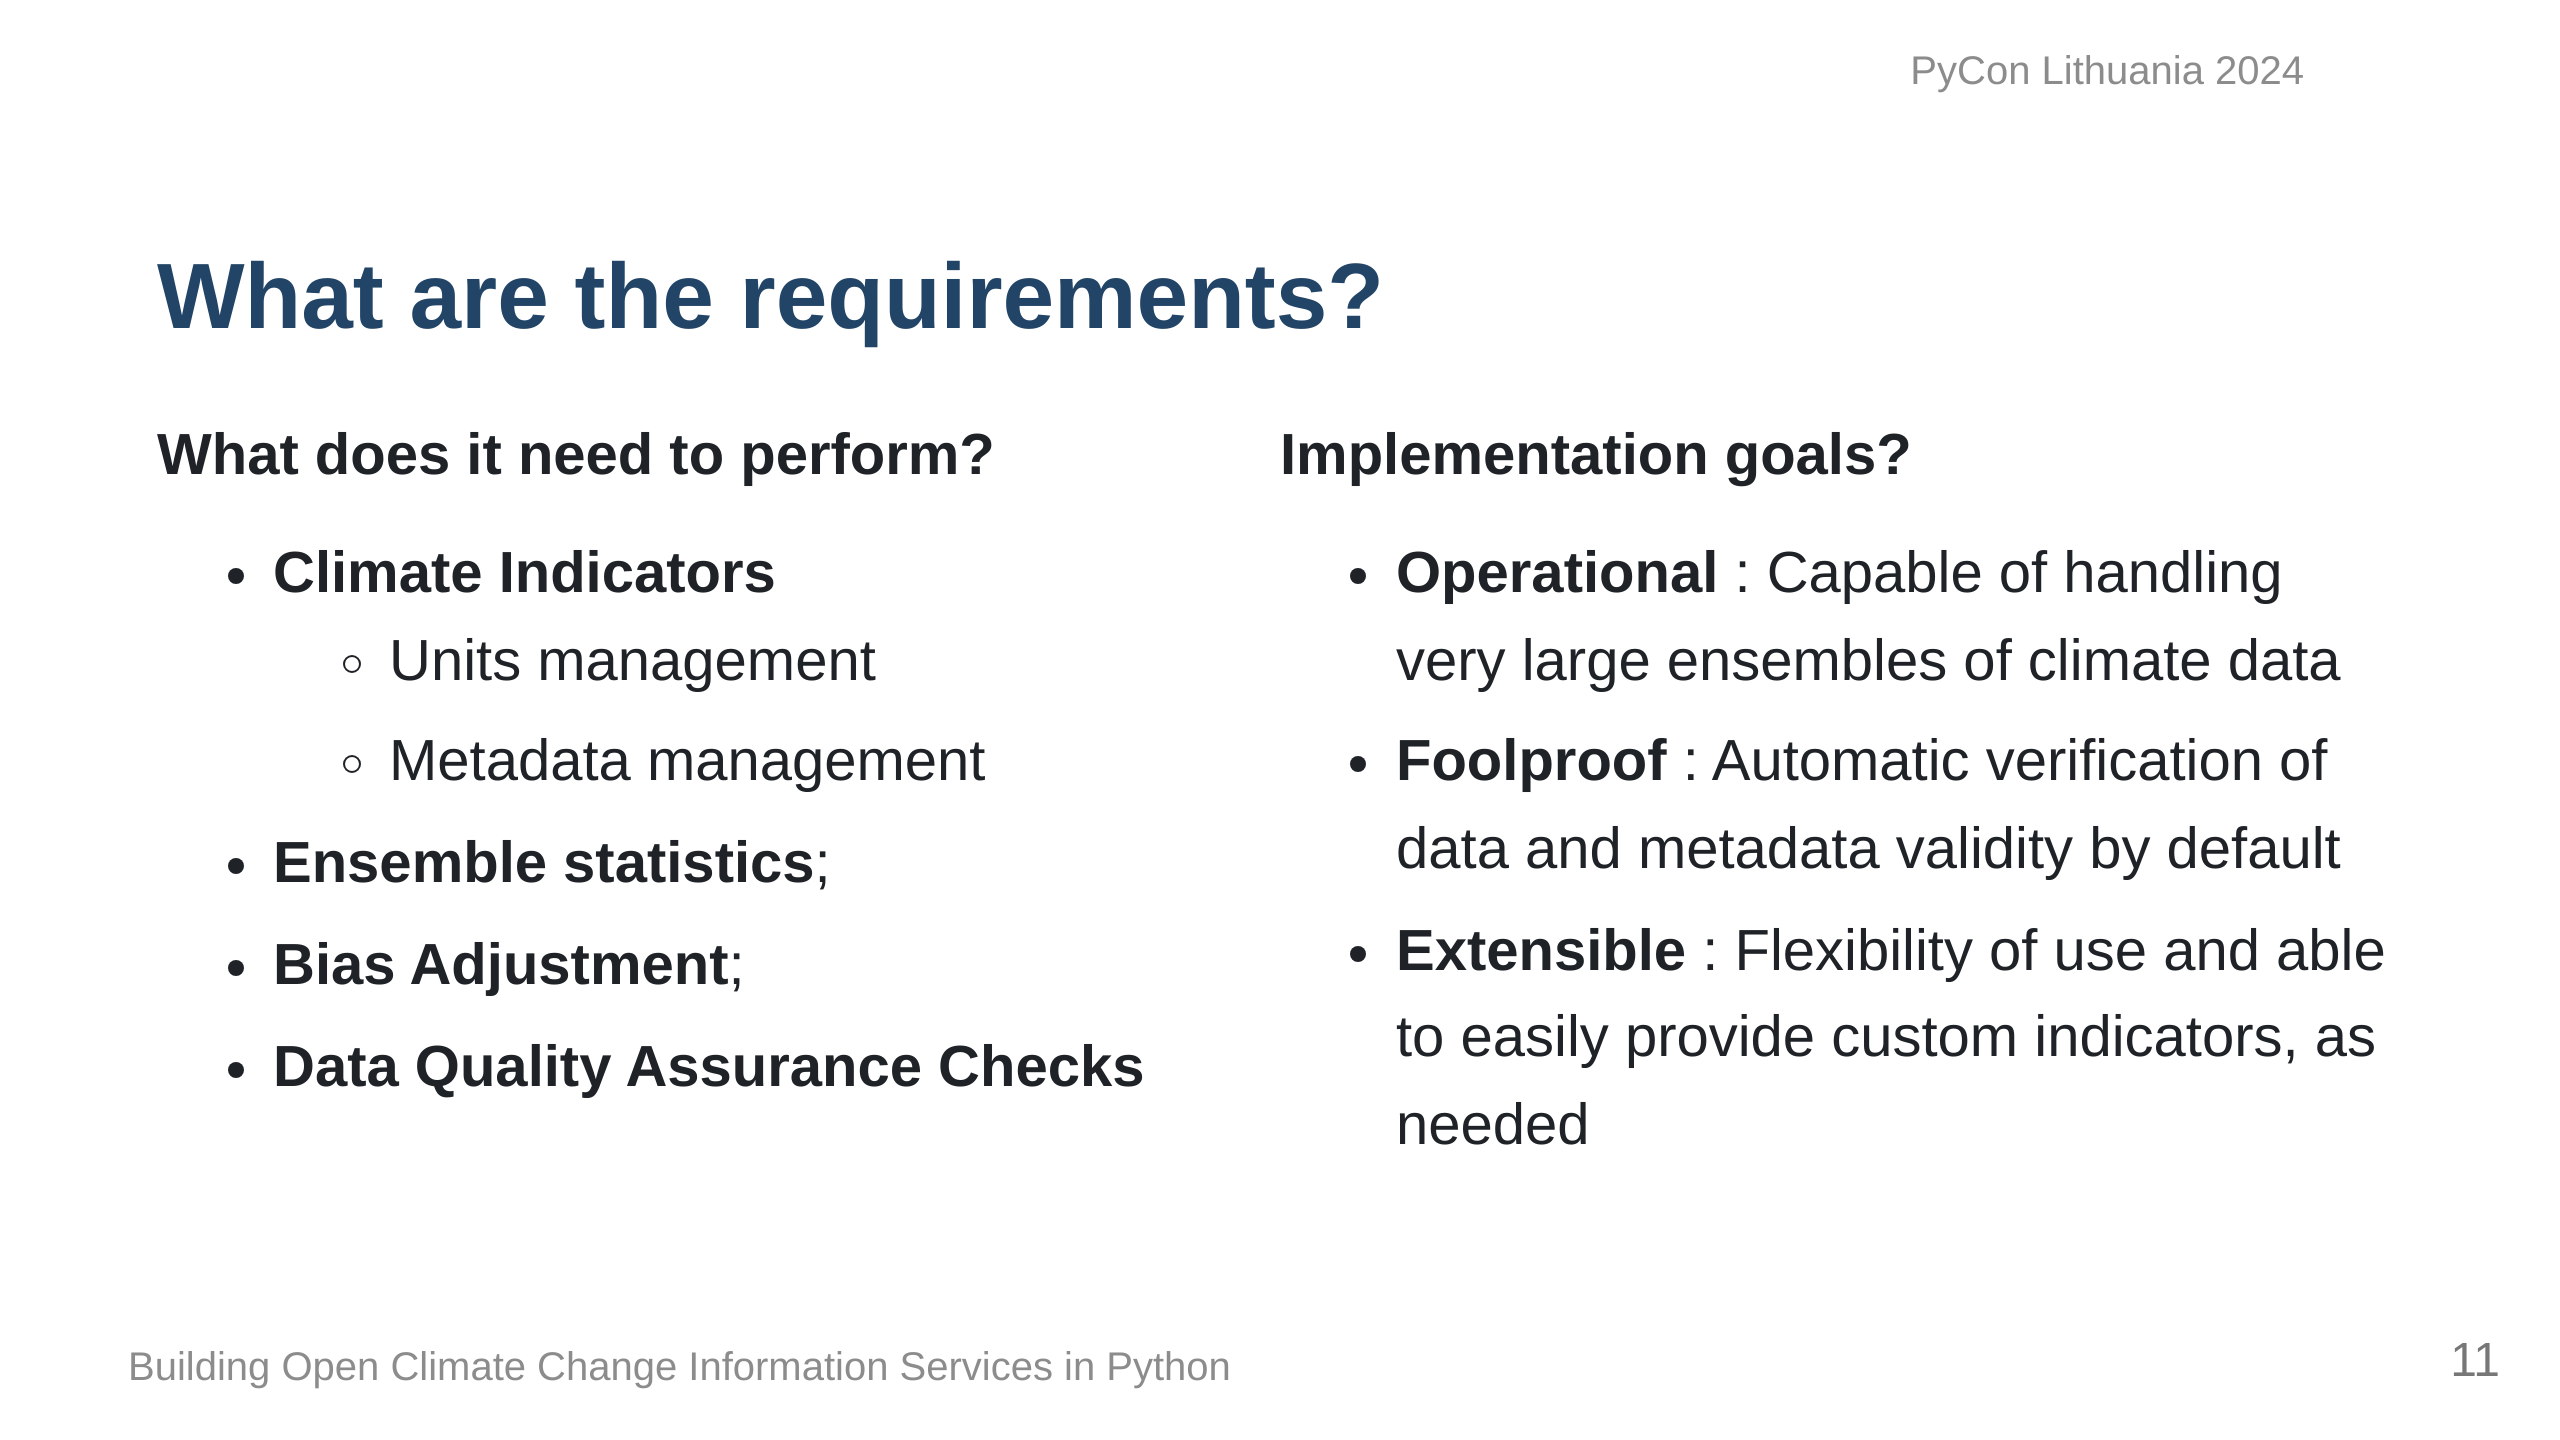 PyCon Lithuania 2024
What are the requirements?
What does it need to perform?
• Climate Indicators
◦ Units management
◦ Metadata management
• Ensemble statistics;
• Bias Adjustment;
• Data Quality Assurance Checks
Implementation goals?
• Operational : Capable of handling
very large ensembles of climate data
• Foolproof : Automatic verification of
data and metadata validity by default
• Extensible : Flexibility of use and able
to easily provide custom indicators, as
needed
Building Open Climate Change Information Services in Python
11